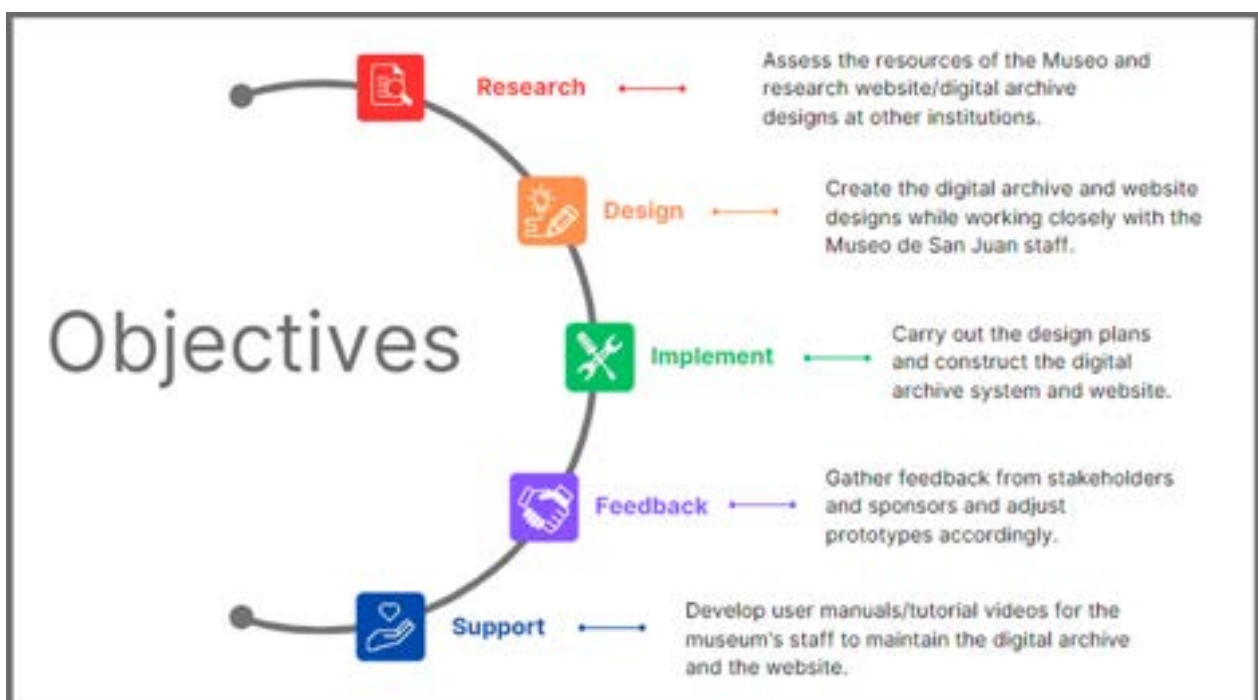 Objectives
Research
Assess the resources of the Museo and
research website/digital archive
designs at other institutions.
Design
Create the digital archive and website
designs while working closely with the
Museo de San Juan staff.
Implement
Carry out the design plans
and construct the digital
archive system and website.
Feedback
Gather feedback from stakeholders
and sponsors and adjust
prototypes accordingly.
Support
Develop user manuals/tutorial videos for the
museum's staff to maintain the digital archive
and the website.